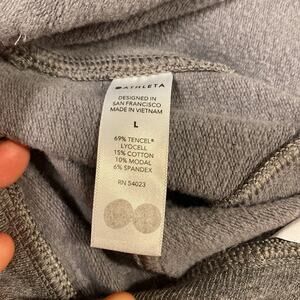 ATHLETA
DESIGNED IN
SAN FRANCISCO
MADE IN VIETNAM
L
69% TENCEL®
LYOCELL
15% COTTON
10% MODAL
6% SPANDEX
RN 54023